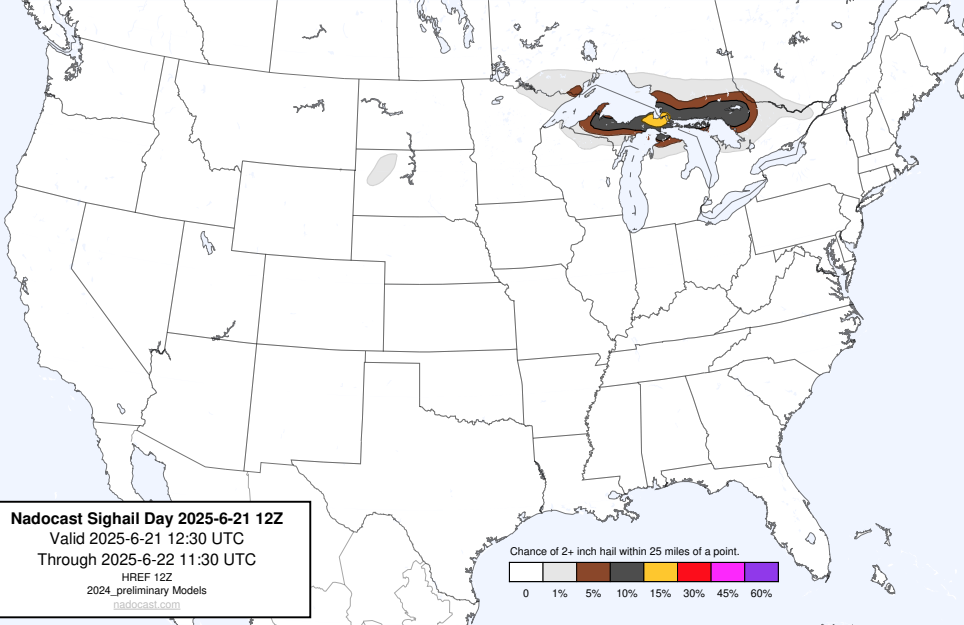 Nadocast Sighail Day 2025-6-21 12Z
Valid 2025-6-21 12:30 UTC
Through 2025-6-22 11:30 UTC
HREF 12Z
2024_preliminary Models
nadocast.com
Chance of 2+ inch hail within 25 miles of a point.
0 1% 5% 10% 15% 30% 45% 60%